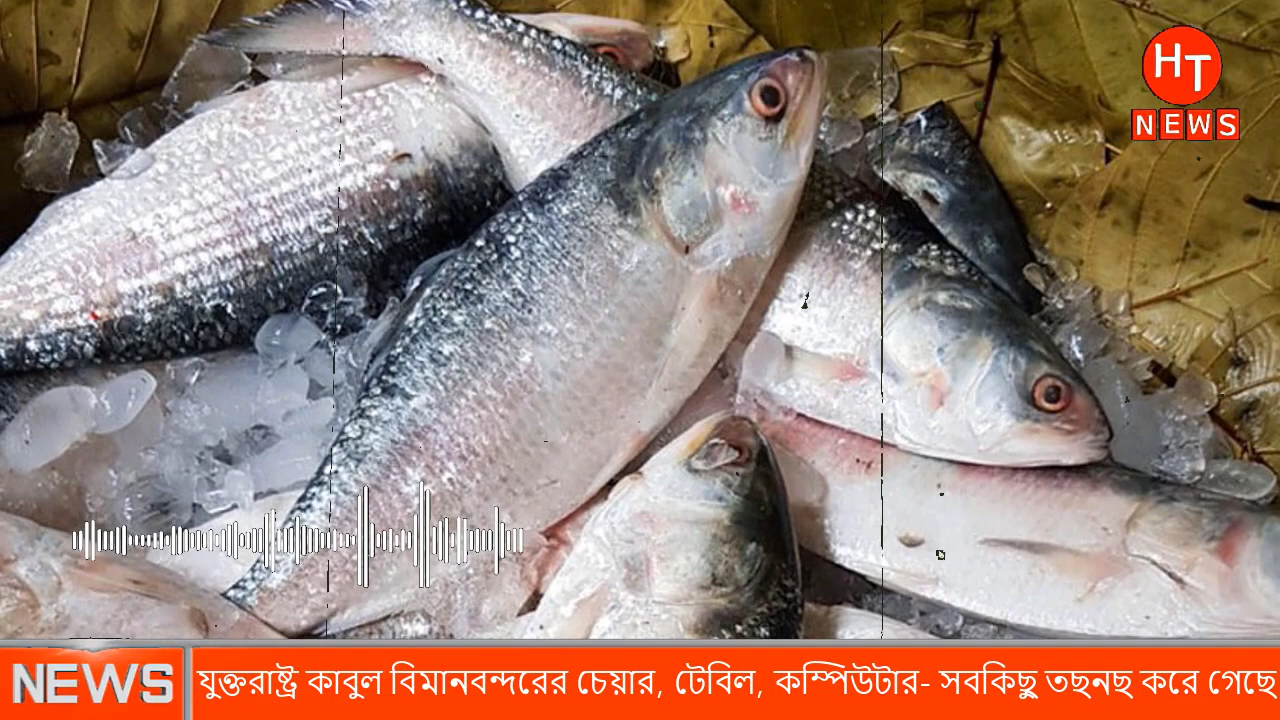 HT
NEWS
NEWS
যুক্তরাষ্ট্র কাবুল বিমানবন্দরের চেয়ার, টেবিল, কম্পিউটার- সবকিছু তছনছ করে গেছে